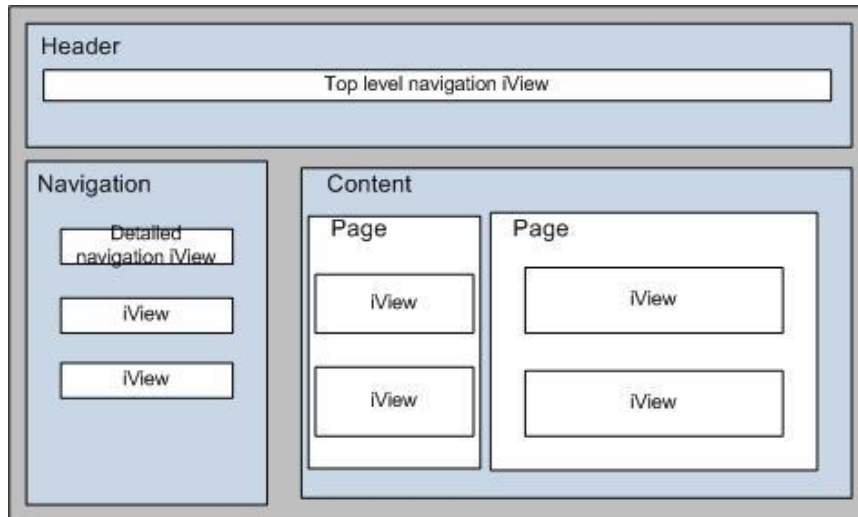 Header
Top level navigation iView
Navigation
Detailed
navigation iView
iView
iView
Content
Page
iView
iView
Page
iView
iView